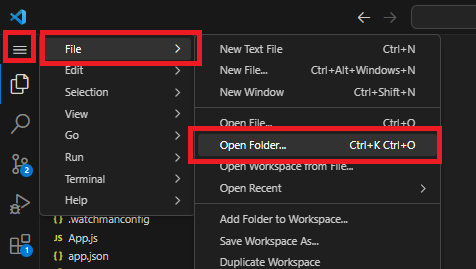 File
New Text File Ctrl+N
Edit
New File... Ctrl+Alt+Windows+N
Selection
New Window Ctrl+Shift+N
View
Open File... Ctrl+O
Go
Open Folder... Ctrl+K Ctrl+O
Run
Open Workspace from File...
Terminal
Open Recent
Help
2
.watchmanconfig
Add Folder to Workspace...
JS App.js
Save Workspace As...
1
{} app.json
Duplicate Workspace